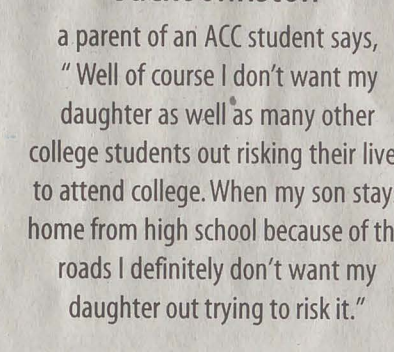 a parent of an ACC student says,
“ Well of course I don’t want my
daughter as well as many other
college students out risking their live
to attend college. When my son stay
home from high school because of th
roads I definitely don’t want my
daughter out trying to risk it.”